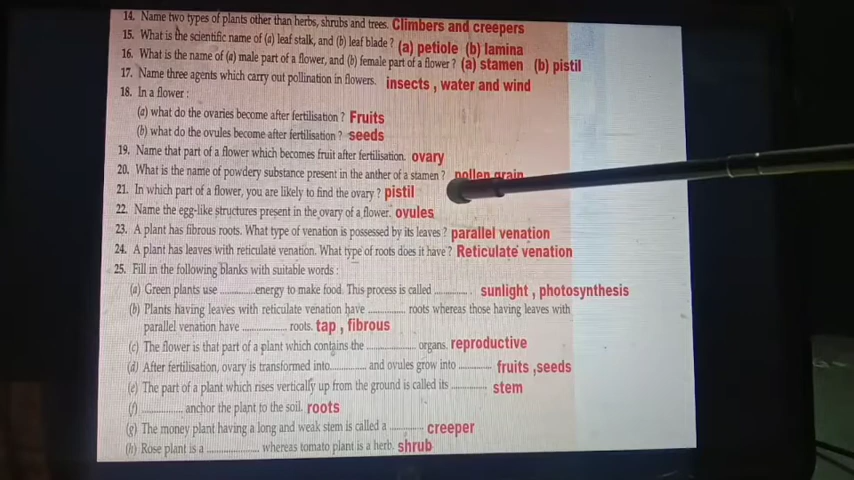 14. Name two types of plants other than herbs, shrubs and trees. Climbers and creepers
15. What is the scientific name of (a) leaf stalk, and (b) leaf blade ? (a) petiole (b) lamina
16. What is the name of (a) male part of a flower, and (b) female part of a flower ? (a) stamen (b) pistil
17. Name three agents which carry out pollination in flowers. insects , water and wind
18. In a flower :
(a) what do the ovaries become after fertilisation ? Fruits
(b) what do the ovules become after fertilisation ? seeds
19. Name that part of a flower which becomes fruit after fertilisation. ovary
20. What is the name of powdery substance present in the anther of a stamen ? pollen grain
21. In which part of a flower, you are likely to find the ovary ? pistil
22. Name the egg-like structures present in the ovary of a flower. ovules
23. A plant has fibrous roots. What type of venation is possessed by its leaves ? parallel venation
24. A plant has leaves with reticulate venation. What type of roots does it have ? Reticulate venation
25. Fill in the following blanks with suitable words :
(a) Green plants use ............energy to make food. This process is called ............. sunlight , photosynthesis
(b) Plants having leaves with reticulate venation have ............. roots whereas those having leaves with
parallel venation have ............... roots. tap , fibrous
(c) The flower is that part of a plant which contains the ................. organs. reproductive
(d) After fertilisation, ovary is transformed into............. and ovules grow into ............ fruits ,seeds
(e) The part of a plant which rises vertically up from the ground is called its ............ stem
(f) .............. anchor the plant to the soil. roots
(g) The money plant having a long and weak stem is called a ............ creeper
(h) Rose plant is a .................. whereas tomato plant is a herb. shrub